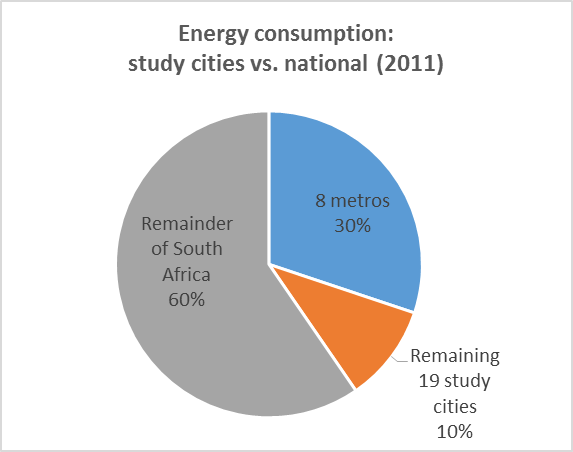 Energy consumption:
study cities vs. national (2011)
8 metros
30%
Remainder
of South
Africa
60%
Remaining
19 study
cities
10%